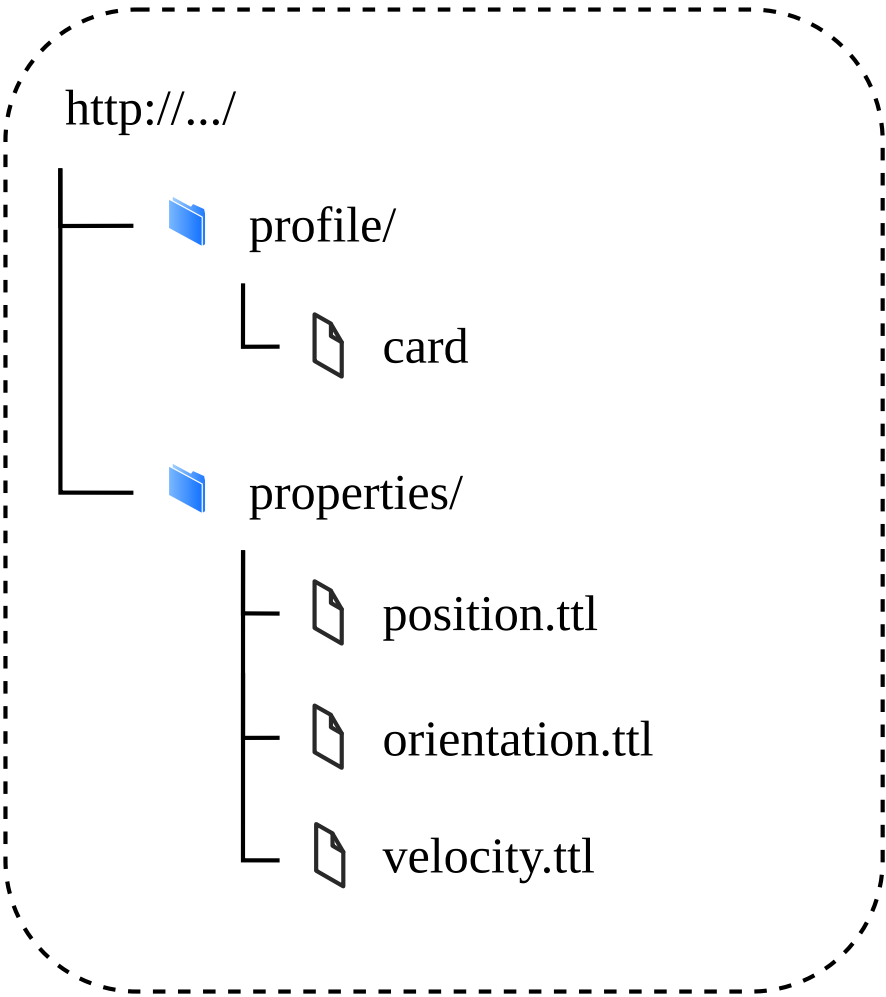 http://.../
profile/
card
properties/
position.ttl
orientation.ttl
velocity.ttl